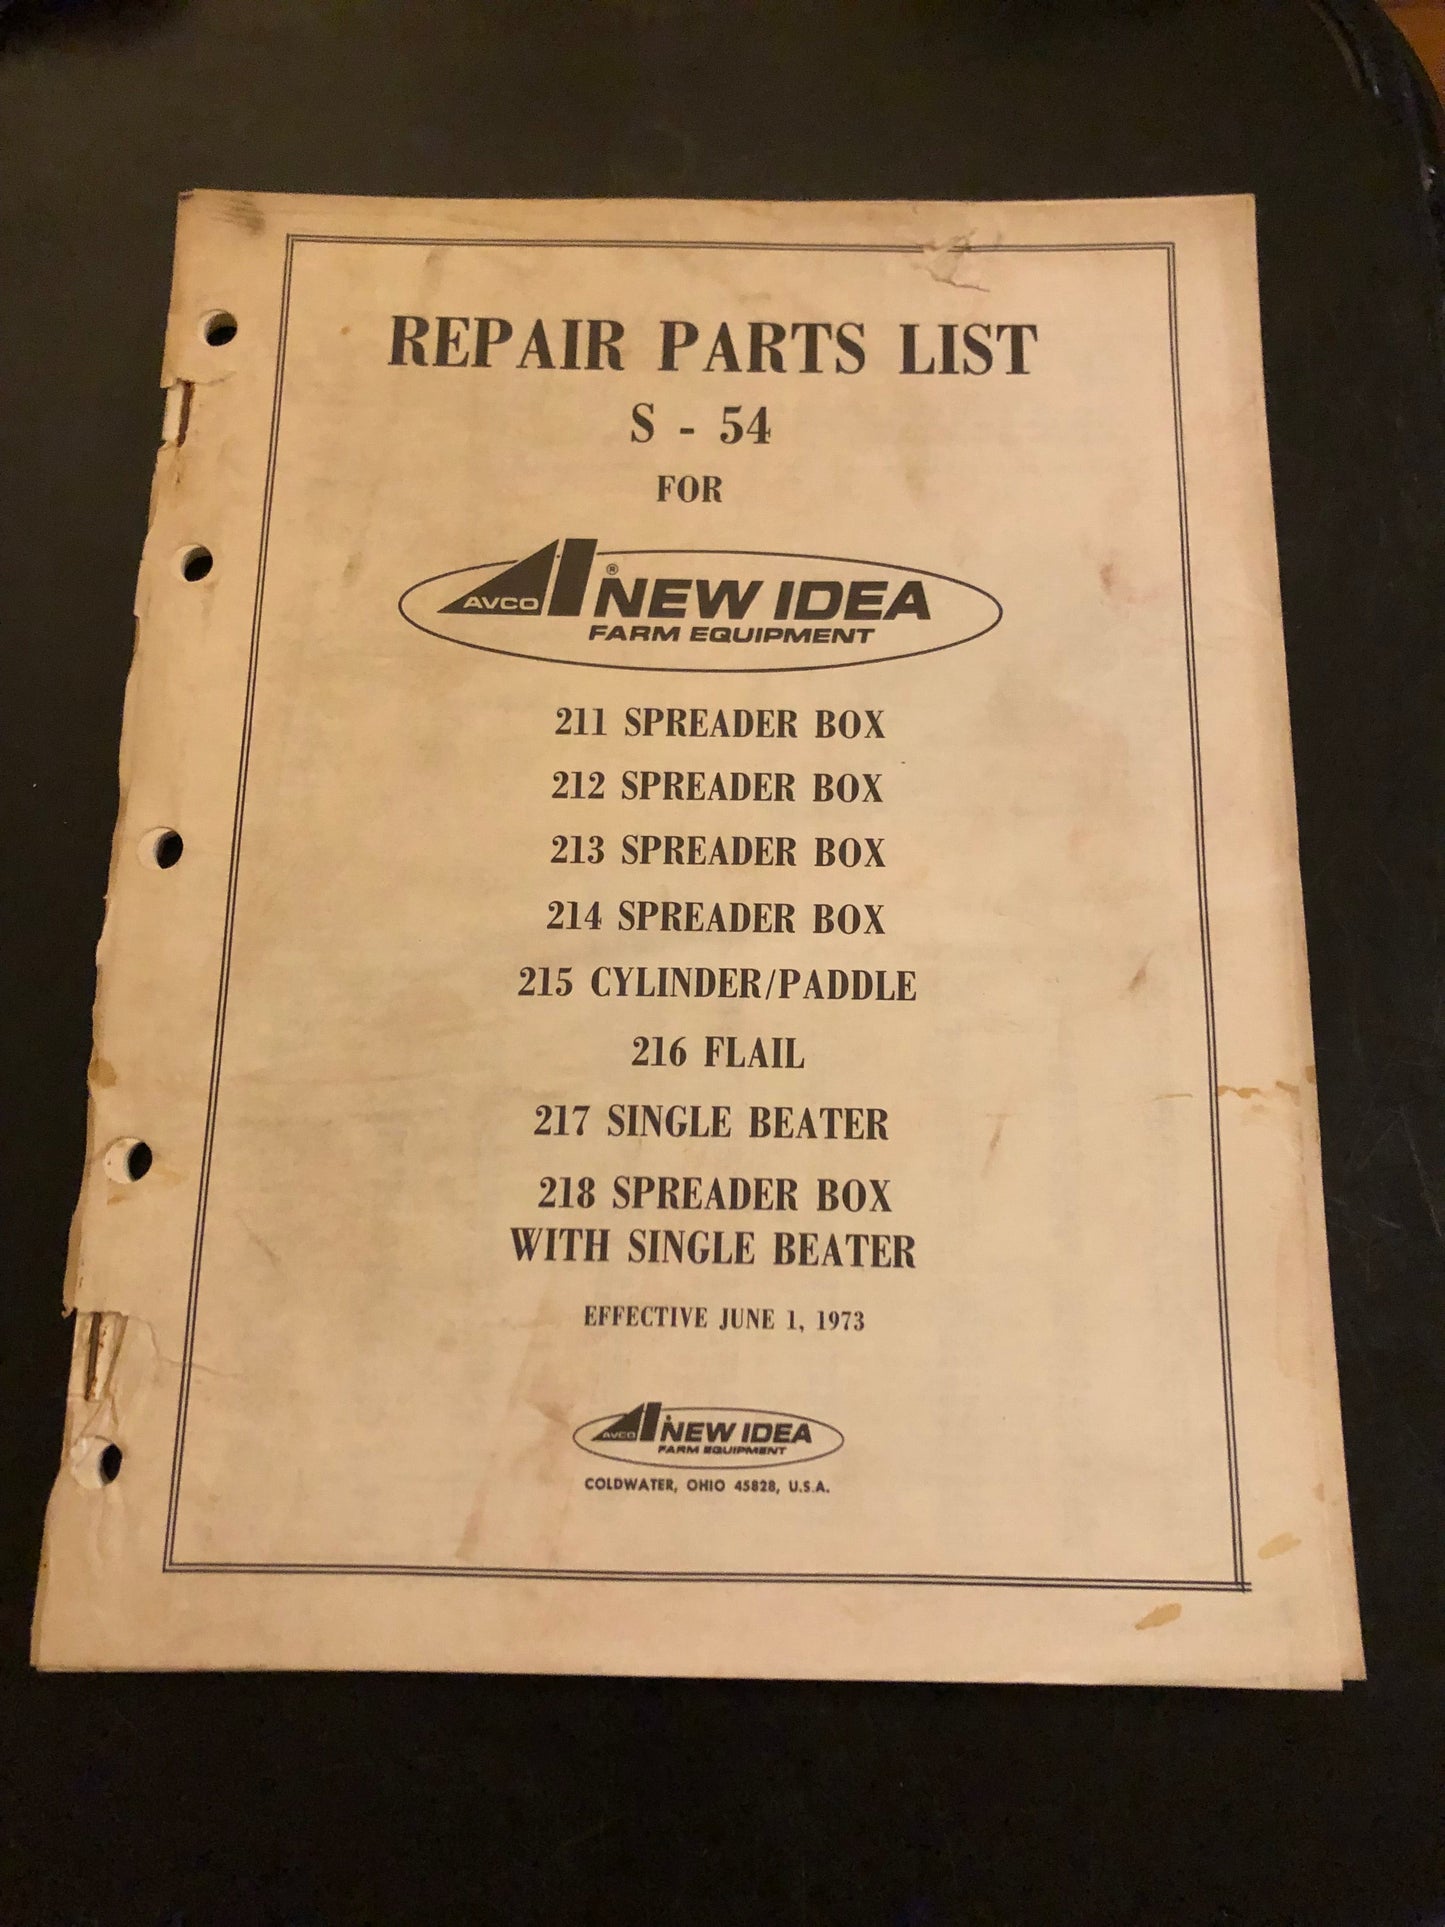 REPAIR PARTS LIST
S - 54
FOR
AVCO ® NEW IDEA
FARM EQUIPMENT
211 SPREADER BOX
212 SPREADER BOX
213 SPREADER BOX
214 SPREADER BOX
215 CYLINDER/PADDLE
216 FLAIL
217 SINGLE BEATER
218 SPREADER BOX
WITH SINGLE BEATER
EFFECTIVE JUNE 1, 1973
AVCO NEW IDEA
FARM EQUIPMENT
COLDWATER, OHIO 45828, U.S.A.